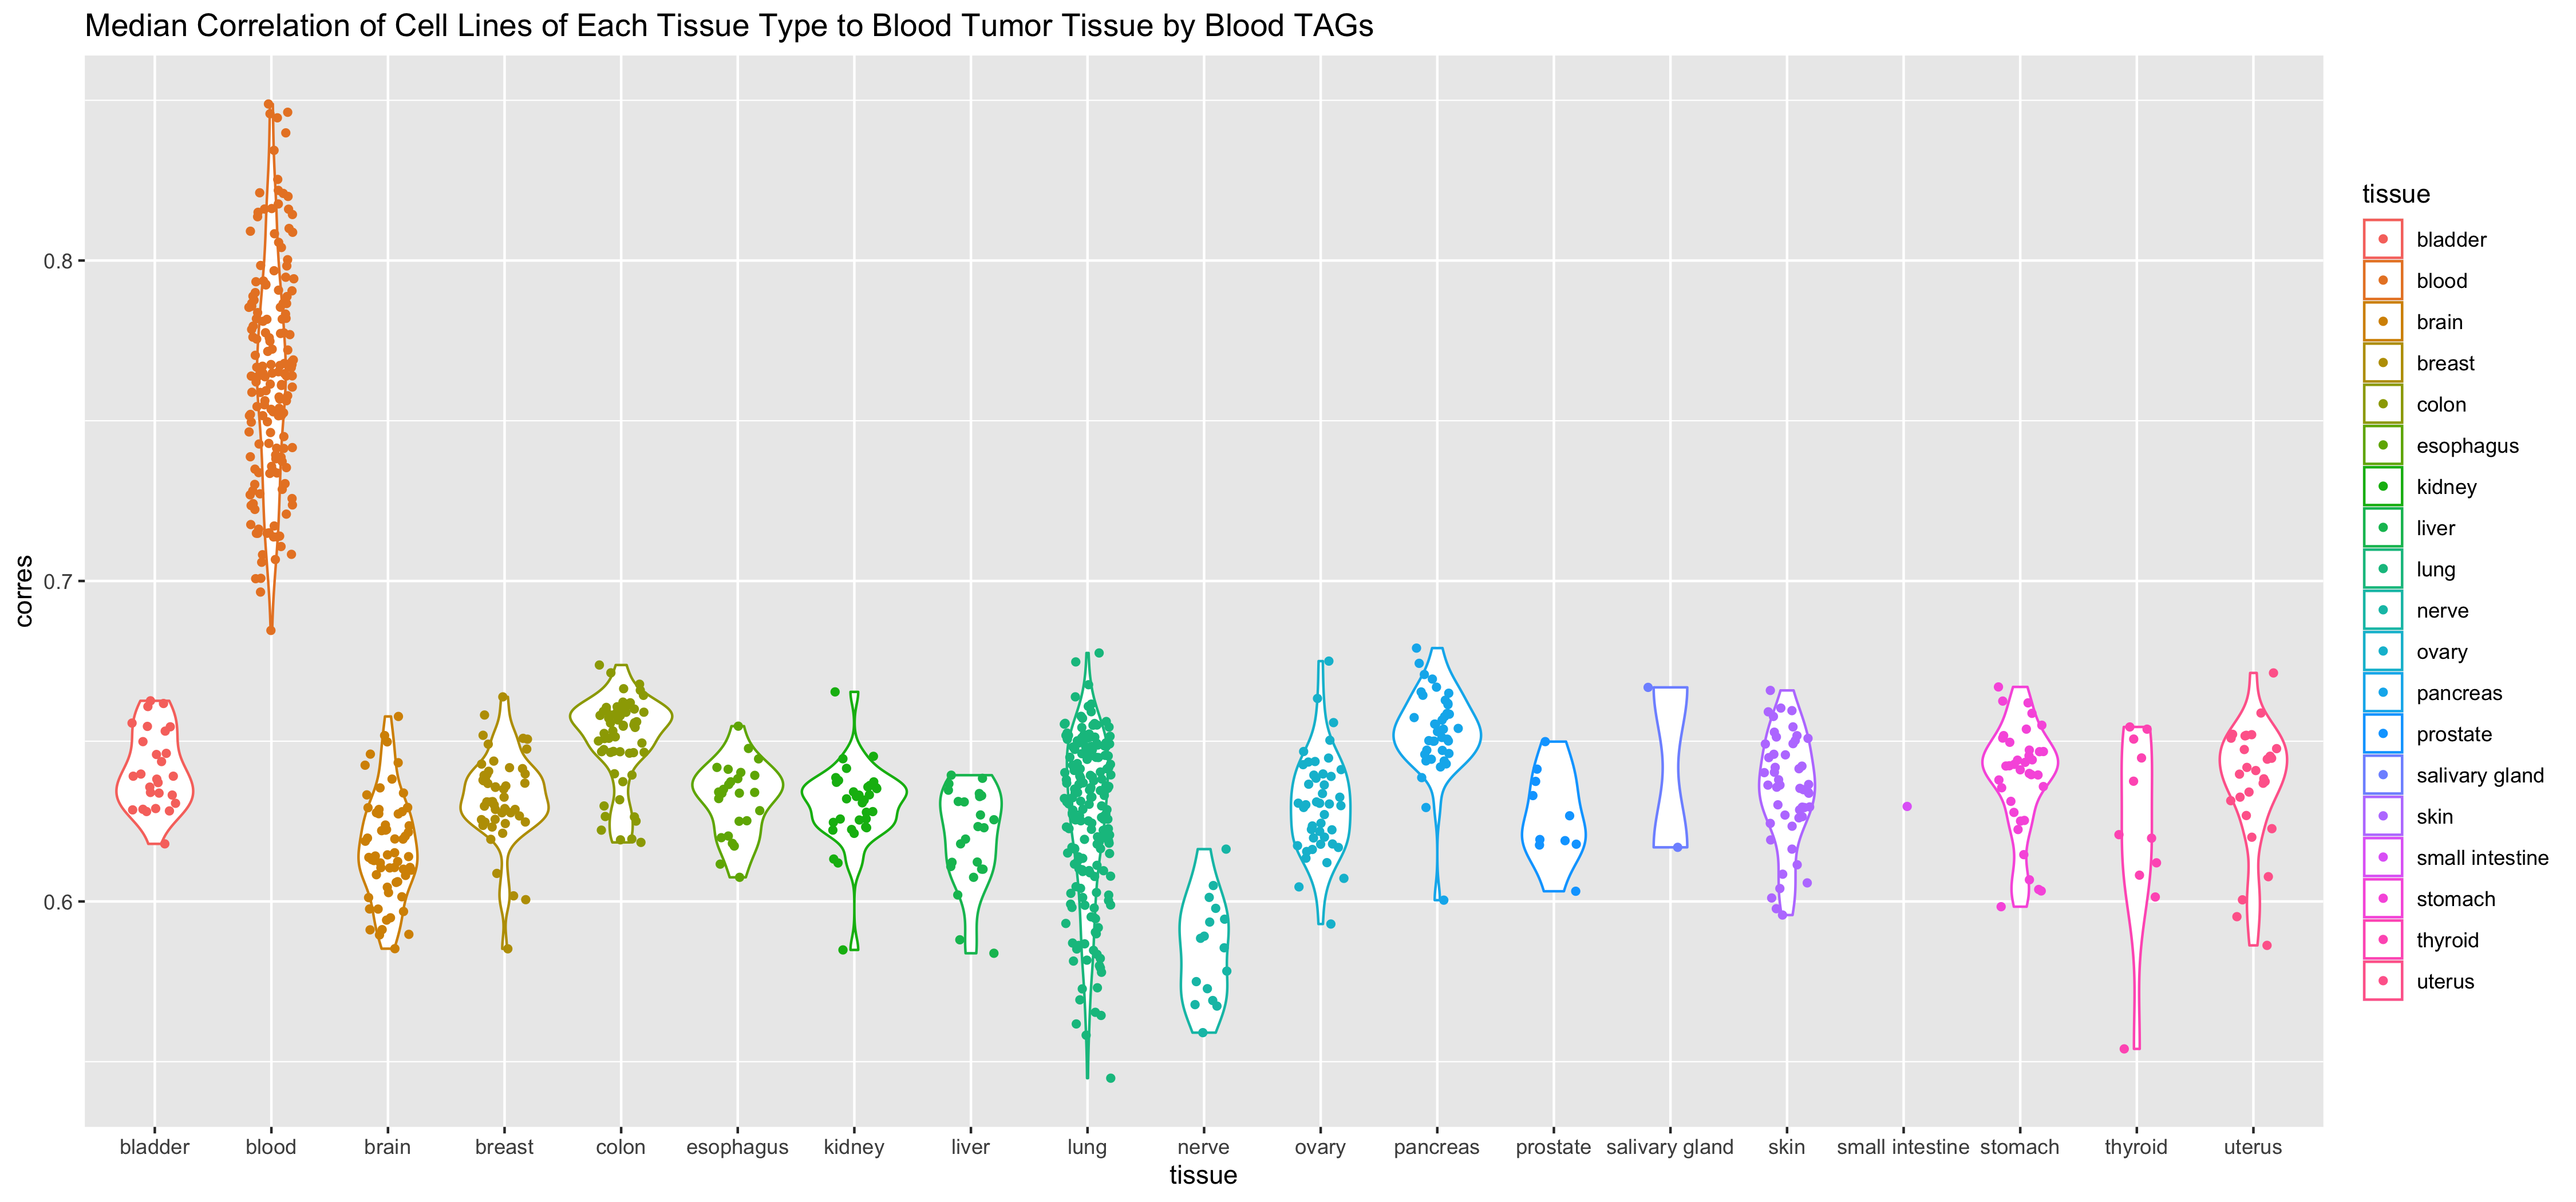 Median Correlation of Cell Lines of Each Tissue Type to Blood Tumor Tissue by Blood TAGs
corres
0.8
0.7
0.6
bladder blood brain breast colon esophagus kidney liver lung nerve ovary pancreas prostate salivary gland skin small intestine stomach thyroid uterus
tissue
tissue
bladder
blood
brain
breast
colon
esophagus
kidney
liver
lung
nerve
ovary
pancreas
prostate
salivary gland
skin
small intestine
stomach
thyroid
uterus